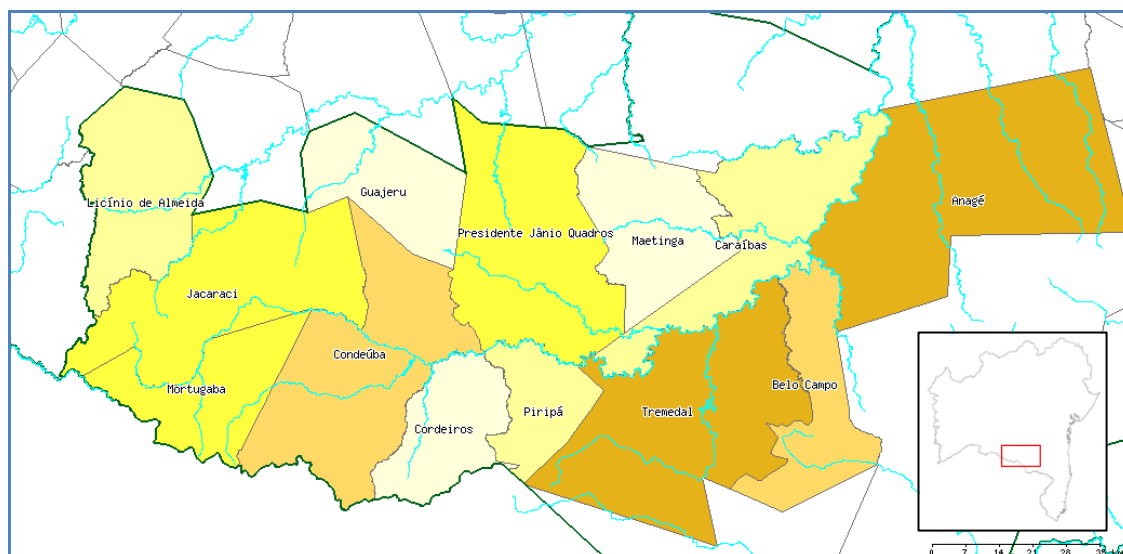 Guajeru
Licínio de Almeida
Anagé
Presidente Jânio Quadros
Maetinga
Caraíbas
Jacaraci
Condeúba
Mortugaba
Belo Campo
Piripá
Tremedal
Cordeiros
0 7 14 21 28 35